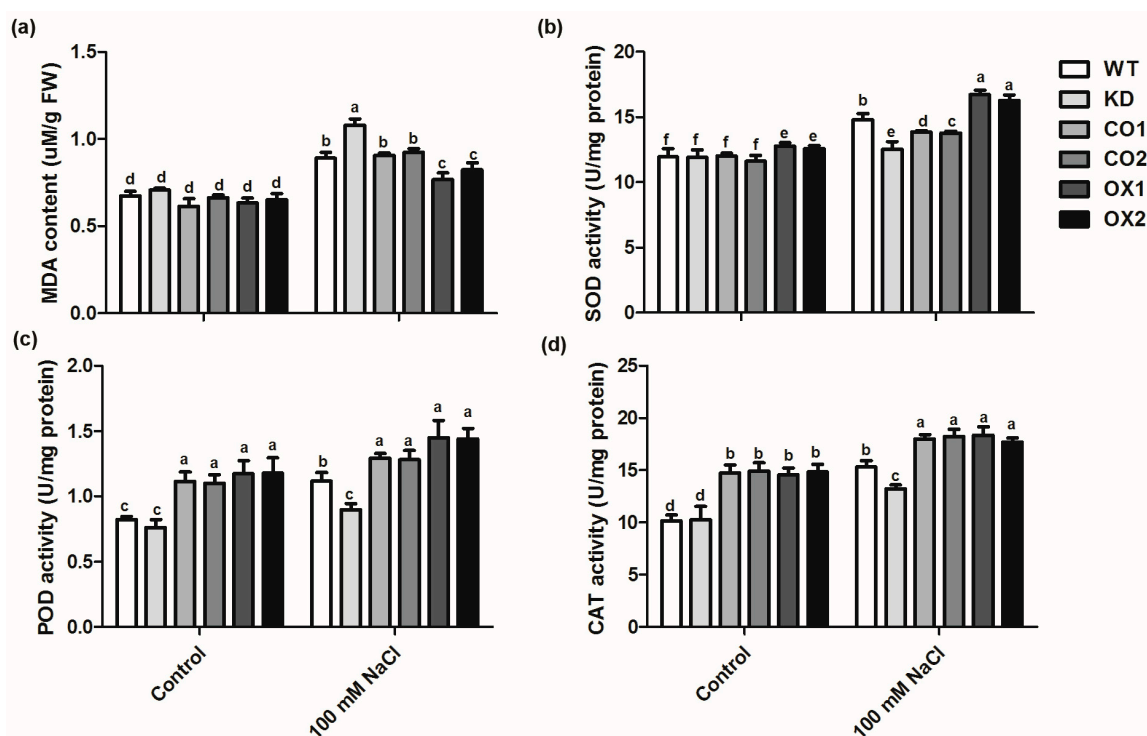 (a)
MDA content (uM/g FW)
1.5
1.0
0.5
0.0
d d d d d d
b a b b c c
(b)
SOD activity (U/mg protein)
20
15
10
5
0
f f f f e e
b e d c a a
WT
KD
CO1
CO2
OX1
OX2
(c)
POD activity (U/mg protein)
2.0
1.5
1.0
0.5
0.0
c c a a a a
b c a a a a
Control
100 mM NaCl
(d)
CAT activity (U/mg protein)
25
20
15
10
5
0
d d b b b b
b c a a a a
Control
100 mM NaCl